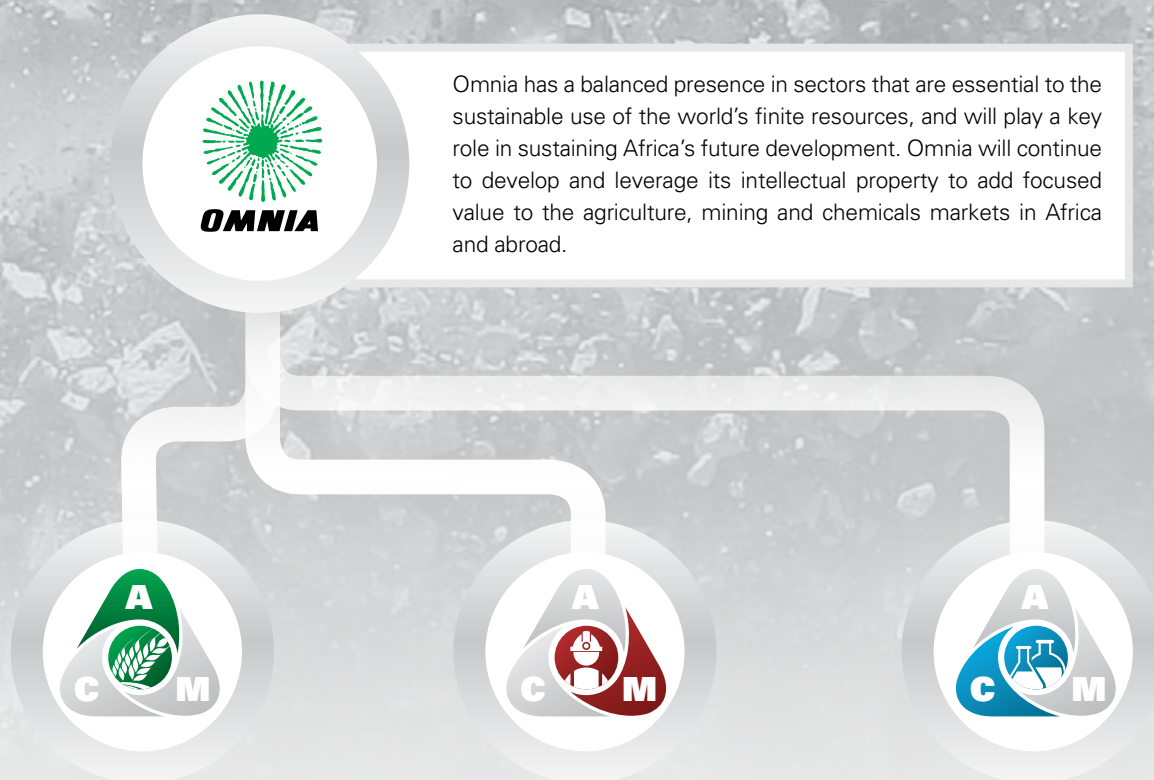 OMNIA
Omnia has a balanced presence in sectors that are essential to the
sustainable use of the world’s finite resources, and will play a key
role in sustaining Africa’s future development. Omnia will continue
to develop and leverage its intellectual property to add focused
value to the agriculture, mining and chemicals markets in Africa
and abroad.
A
C M
A
C M
A
C M